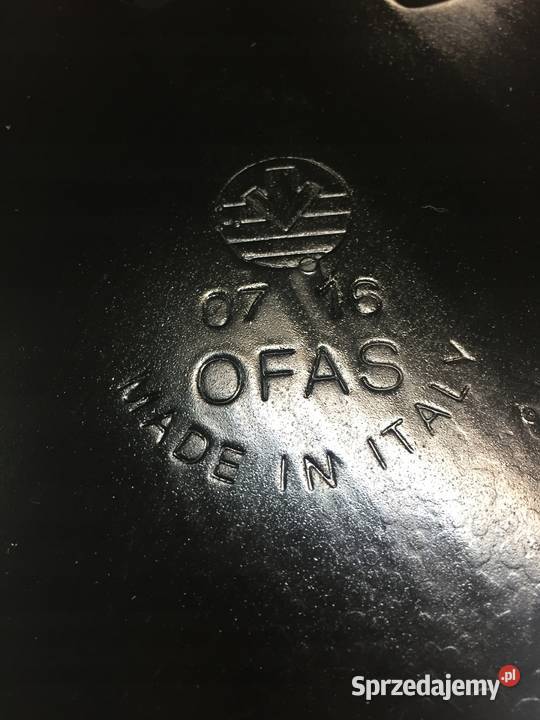 07 16
OFAS
MADE IN ITALY
Sprzedajemy.pl